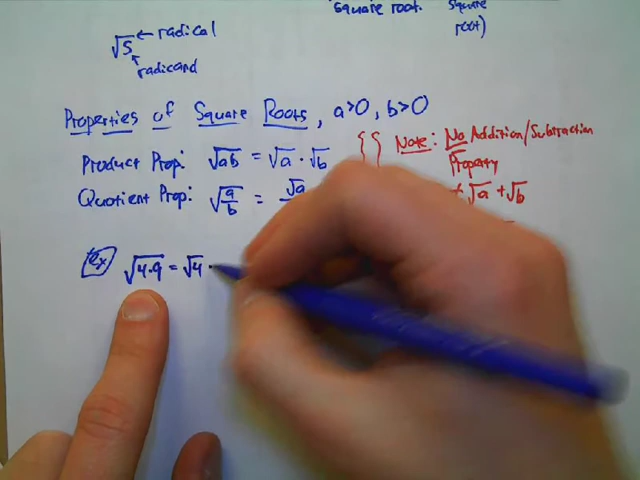 square root.
square
root)
√5 ← radical
radicand
Properties of Square Roots, a>0, b>0
Product Prop: √ab = √a · √b
Quotient Prop: √a/b = √a
Note: No Addition/Subtraction
Property
≠ √a + √b
Ex √4·9 = √4 ·